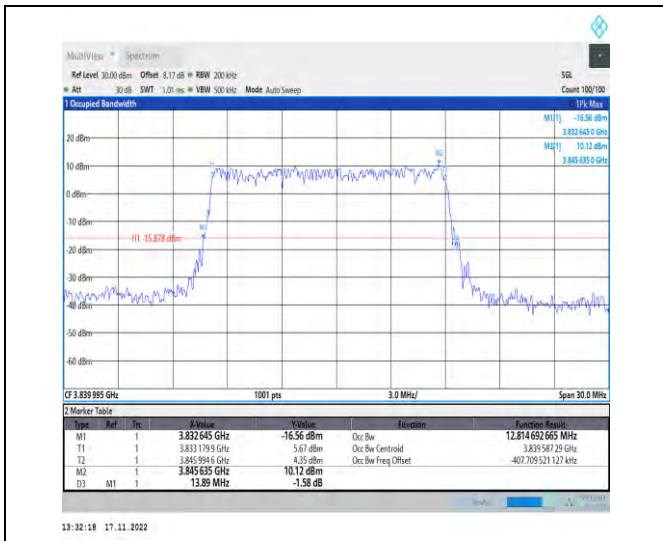 MultiView Spectrum
Ref Level 30.00 dBm Offset 8.17 dB RBW 200 kHz SGL
Att 30 dB SWT 1.01 ms VBW 500 kHz Mode Auto Sweep Count 100/100
1 Occupied Bandwidth 1Pk Max
M1[1] -16.56 dBm
3.832 645 0 GHz
M2[1] 10.12 dBm
3.845 635 0 GHz
20 dBm
M2
T1
10 dBm
0 dBm
-10 dBm
M1
H1 -15.878 dBm
-20 dBm
-30 dBm
-40 dBm
-50 dBm
-60 dBm
CF 3.839 995 GHz 1001 pts 3.0 MHz/ Span 30.0 MHz
2 Marker Table
Type Ref Trc X-Value Y-Value Function Function Result
M1 1 3.832 645 GHz -16.56 dBm Occ Bw 12.814 692 665 MHz
T1 1 3.833 179 9 GHz 5.67 dBm Occ Bw Centroid 3.839 587 29 GHz
T2 1 3.845 994 6 GHz 4.35 dBm Occ Bw Freq Offset -407.709 521 127 kHz
M2 1 3.845 635 GHz 10.12 dBm
D3 M1 1 13.89 MHz -1.58 dB
13:32:18 17.11.2022